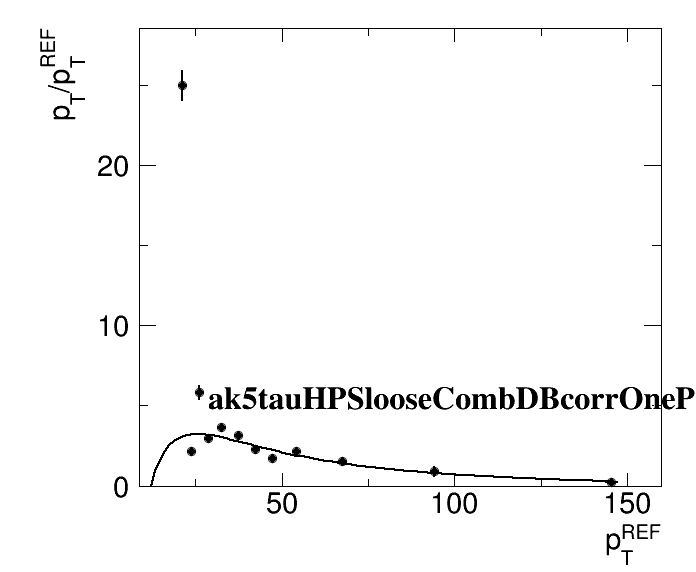 p_T/p_T^REF
20
10
ak5tauHPSlooseCombDBcorrOneP
0
50 100 150
p_T^REF